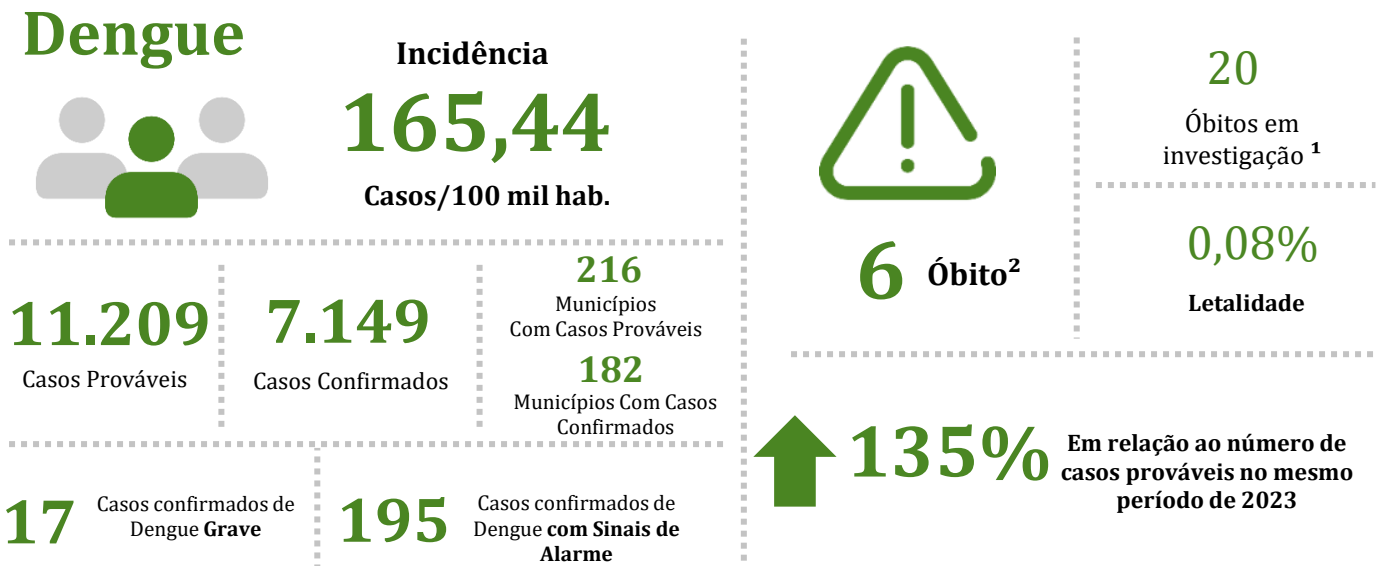 Dengue
Incidência
165,44
Casos/100 mil hab.
11.209
Casos Prováveis
7.149
Casos Confirmados
216
Municípios
Com Casos Prováveis
182
Municípios Com Casos
Confirmados
17
Casos confirmados de
Dengue Grave
195
Casos confirmados de
Dengue com Sinais de
Alarme
6 Óbito²
20
Óbitos em
investigação ¹
0,08%
Letalidade
135%
Em relação ao número de
casos prováveis no mesmo
período de 2023